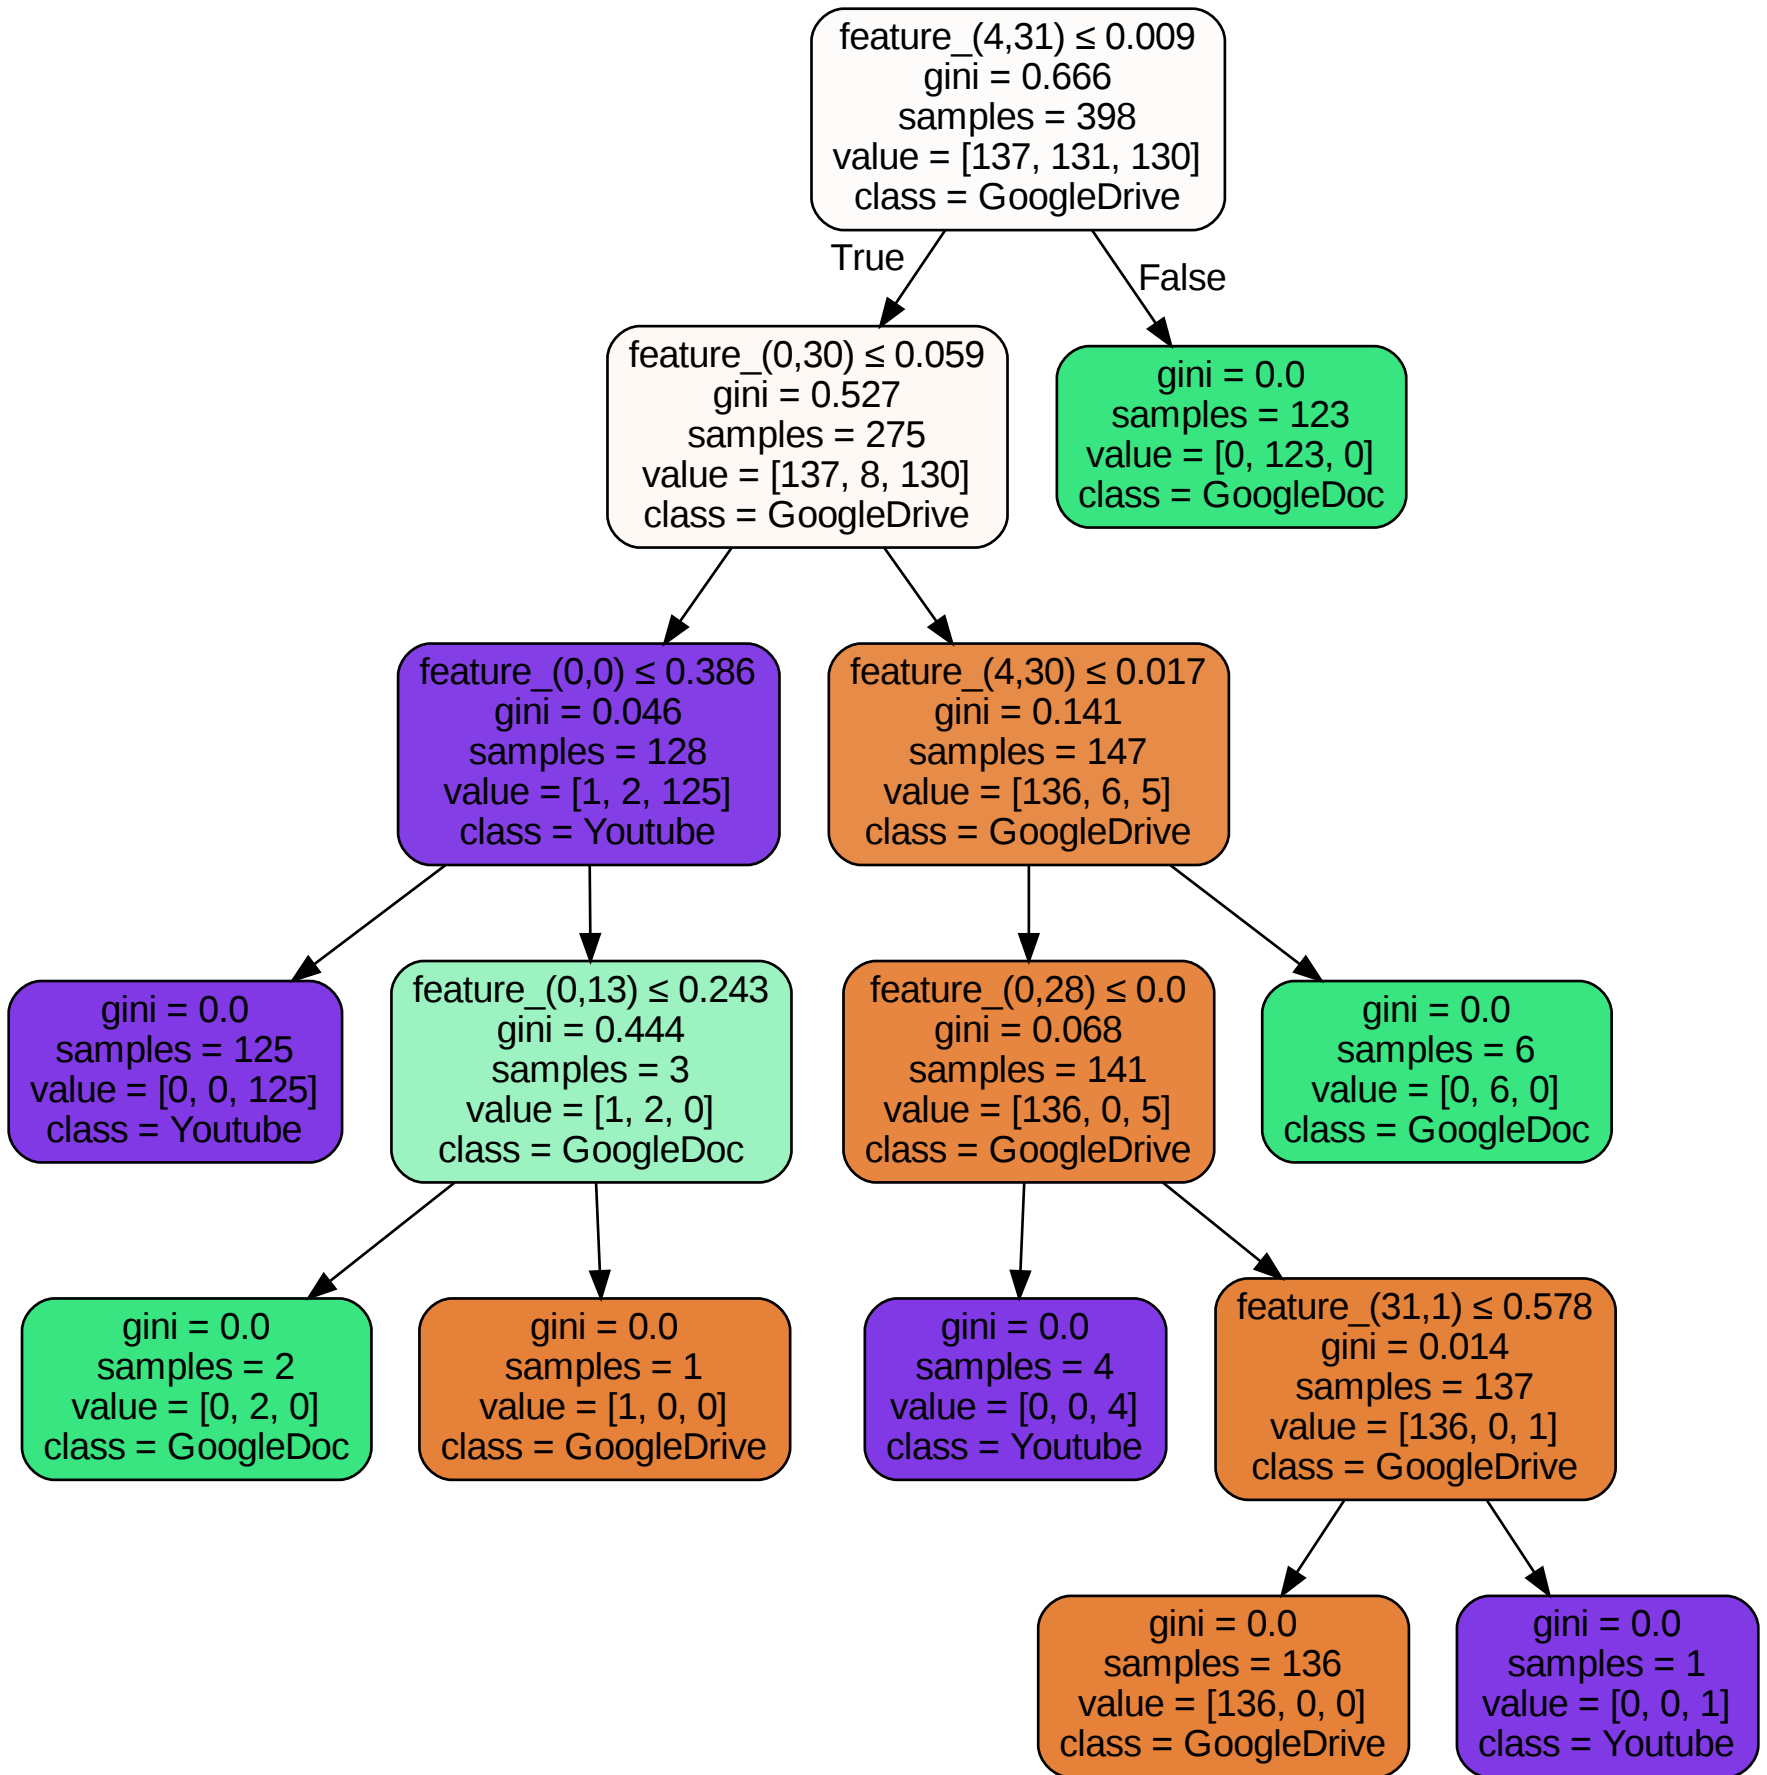 feature_(4,31) ≤ 0.009
gini = 0.666
samples = 398
value = [137, 131, 130]
class = GoogleDrive
True
False
feature_(0,30) ≤ 0.059
gini = 0.527
samples = 275
value = [137, 8, 130]
class = GoogleDrive
gini = 0.0
samples = 123
value = [0, 123, 0]
class = GoogleDoc
feature_(0,0) ≤ 0.386
gini = 0.046
samples = 128
value = [1, 2, 125]
class = Youtube
feature_(4,30) ≤ 0.017
gini = 0.141
samples = 147
value = [136, 6, 5]
class = GoogleDrive
gini = 0.0
samples = 125
value = [0, 0, 125]
class = Youtube
feature_(0,13) ≤ 0.243
gini = 0.444
samples = 3
value = [1, 2, 0]
class = GoogleDoc
feature_(0,28) ≤ 0.0
gini = 0.068
samples = 141
value = [136, 0, 5]
class = GoogleDrive
gini = 0.0
samples = 6
value = [0, 6, 0]
class = GoogleDoc
gini = 0.0
samples = 2
value = [0, 2, 0]
class = GoogleDoc
gini = 0.0
samples = 1
value = [1, 0, 0]
class = GoogleDrive
gini = 0.0
samples = 4
value = [0, 0, 4]
class = Youtube
feature_(31,1) ≤ 0.578
gini = 0.014
samples = 137
value = [136, 0, 1]
class = GoogleDrive
gini = 0.0
samples = 136
value = [136, 0, 0]
class = GoogleDrive
gini = 0.0
samples = 1
value = [0, 0, 1]
class = Youtube